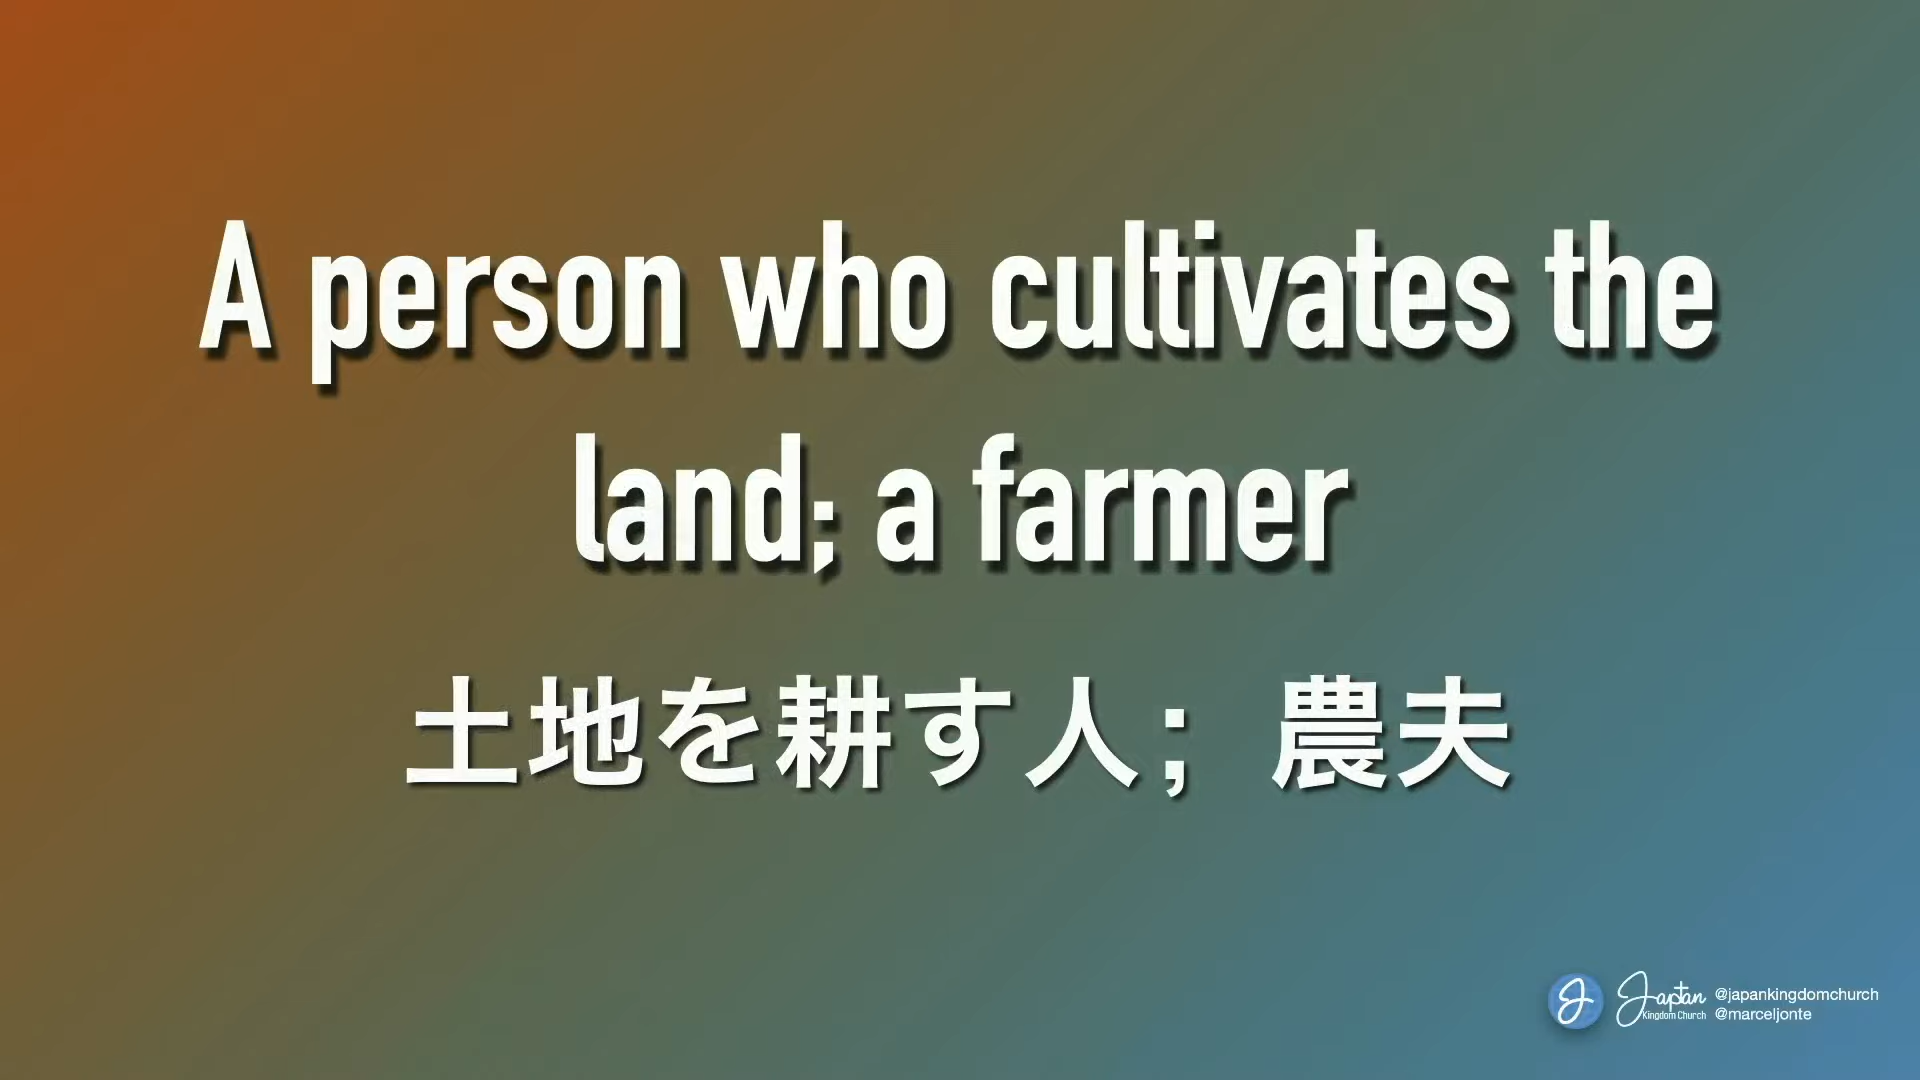 A person who cultivates the
land; a farmer
土地を耕す人；農夫
Japan
Kingdom Church
@japankingdomchurch
@marceljonte